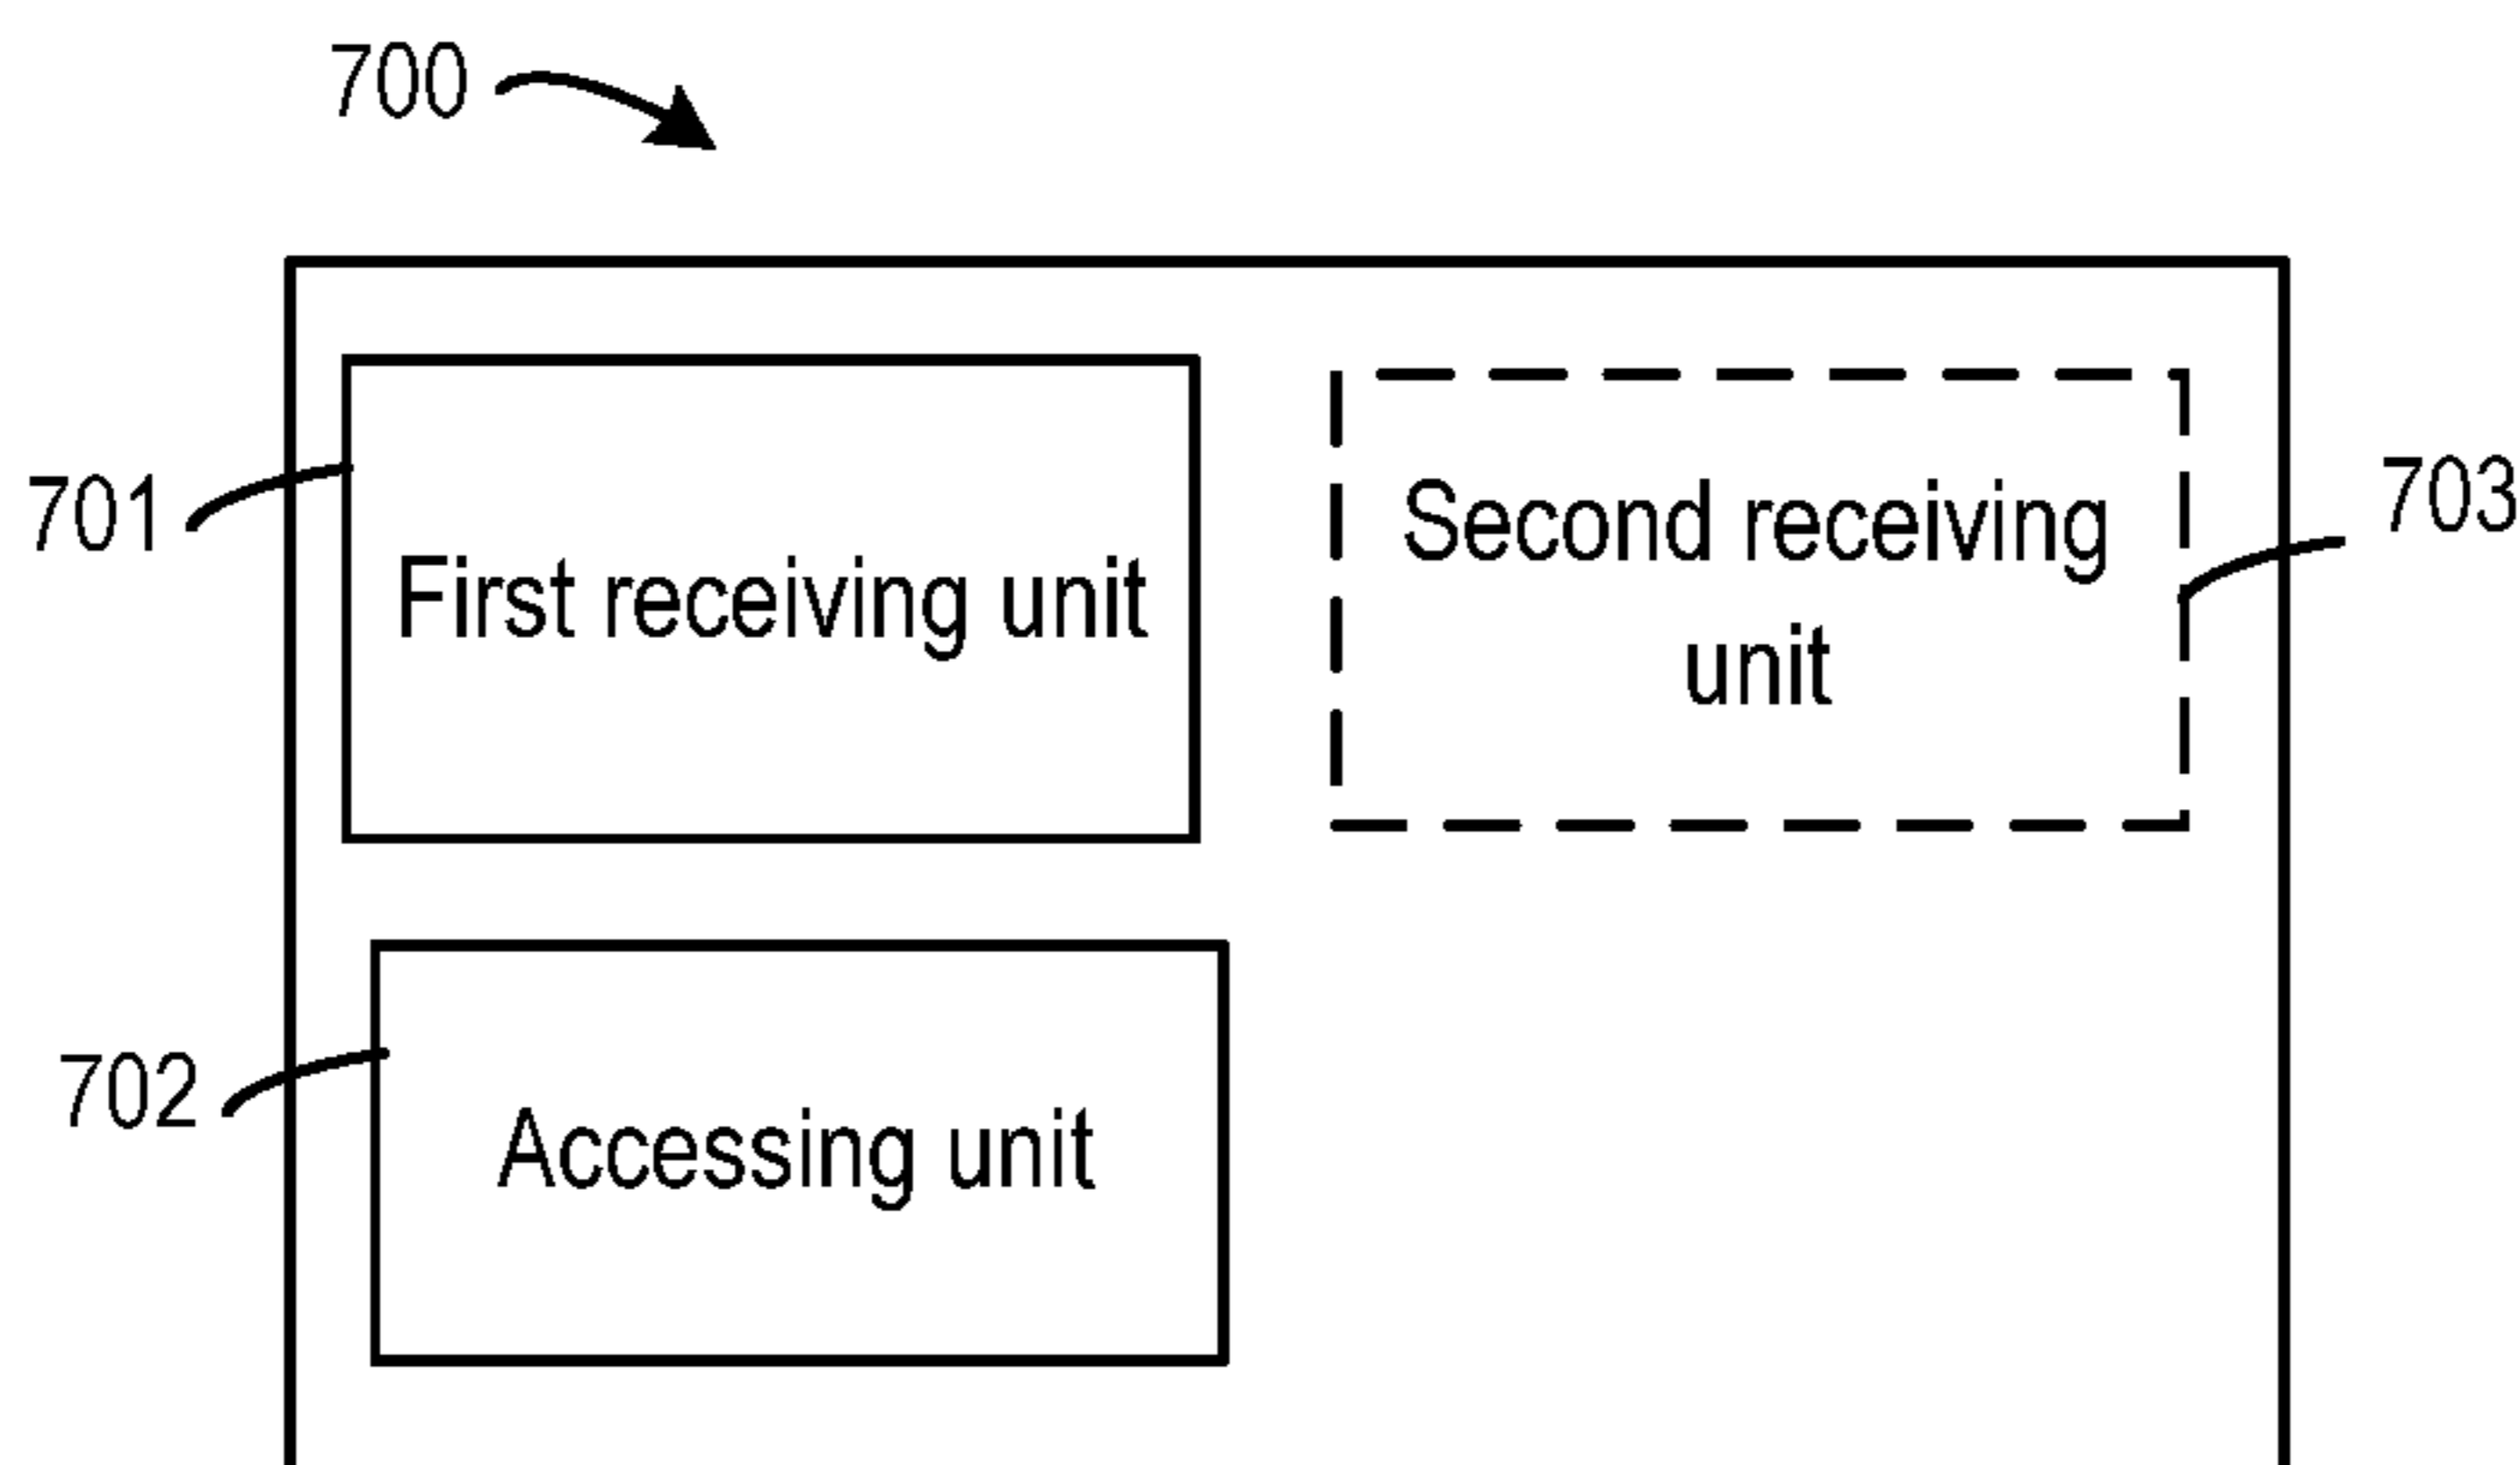 700
701
First receiving unit
Second receiving
unit
703
702
Accessing unit